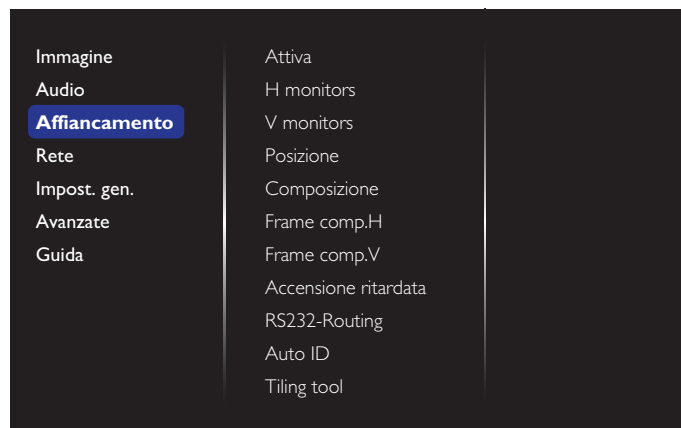 Immagine
Audio
Affiancamento
Rete
Impost. gen.
Avanzate
Guida
Attiva
H monitors
V monitors
Posizione
Composizione
Frame comp.H
Frame comp.V
Accensione ritardata
RS232-Routing
Auto ID
Tiling tool